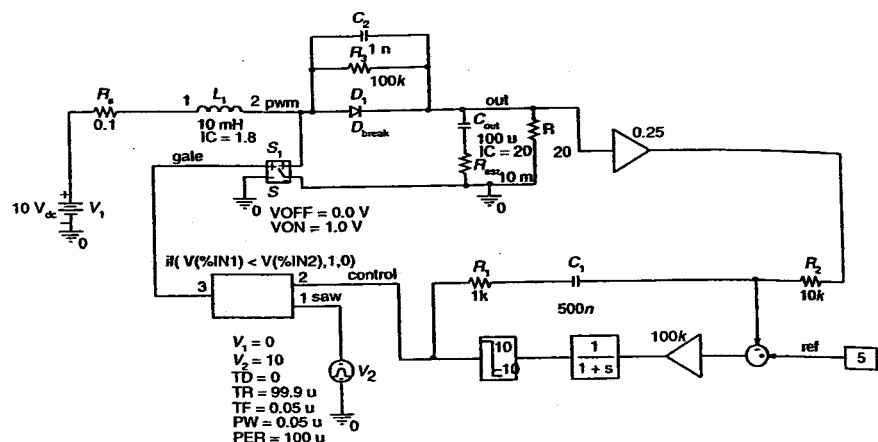 C2
1 n
R3
100k
Rs
0.1
1
L1
2
pwm
10 mH
IC = 1.8
D1
Dbreak
out
Cout
100 u
IC = 20
R
20
0.25
Resr
10 m
0
gale
S1
S
0
VOFF = 0.0 V
VON = 1.0 V
10 Vdc
V1
0
if( V(%IN1) < V(%IN2),1,0)
3
2
control
1
saw
R1
1k
C1
500n
R2
10k
V1 = 0
V2 = 10
TD = 0
TR = 99.9 u
TF = 0.05 u
PW = 0.05 u
PER = 100 u
V2
0
10
-10
1
1 + s
100k
ref
5